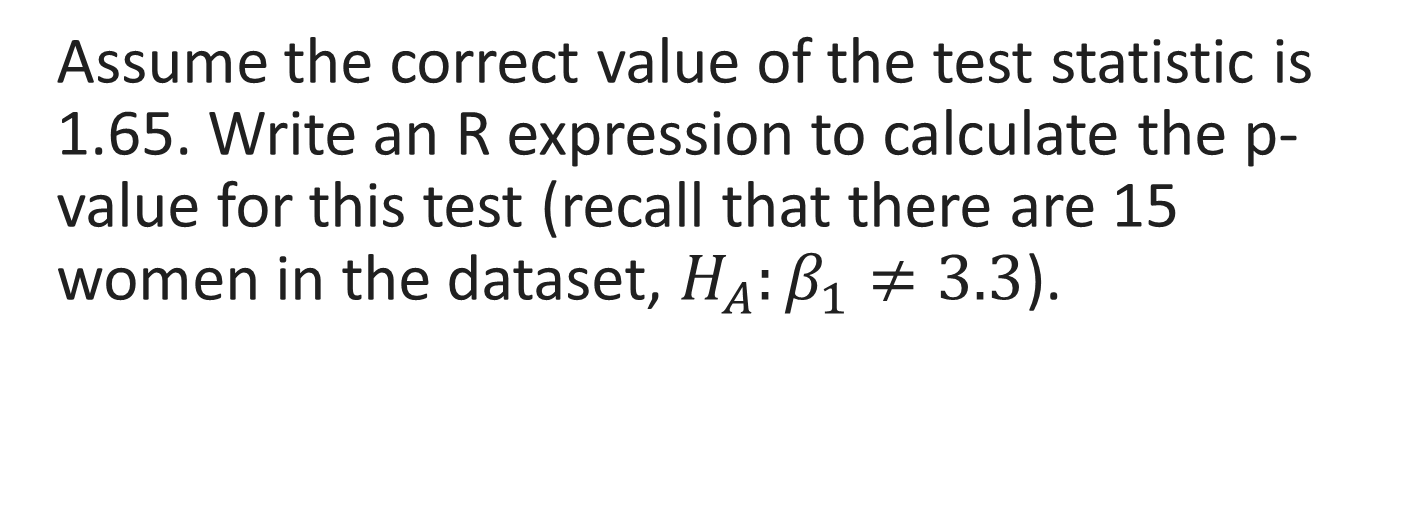 Assume the correct value of the test statistic is
1.65. Write an R expression to calculate the p-
value for this test (recall that there are 15
women in the dataset, H_A: β₁ ≠ 3.3).